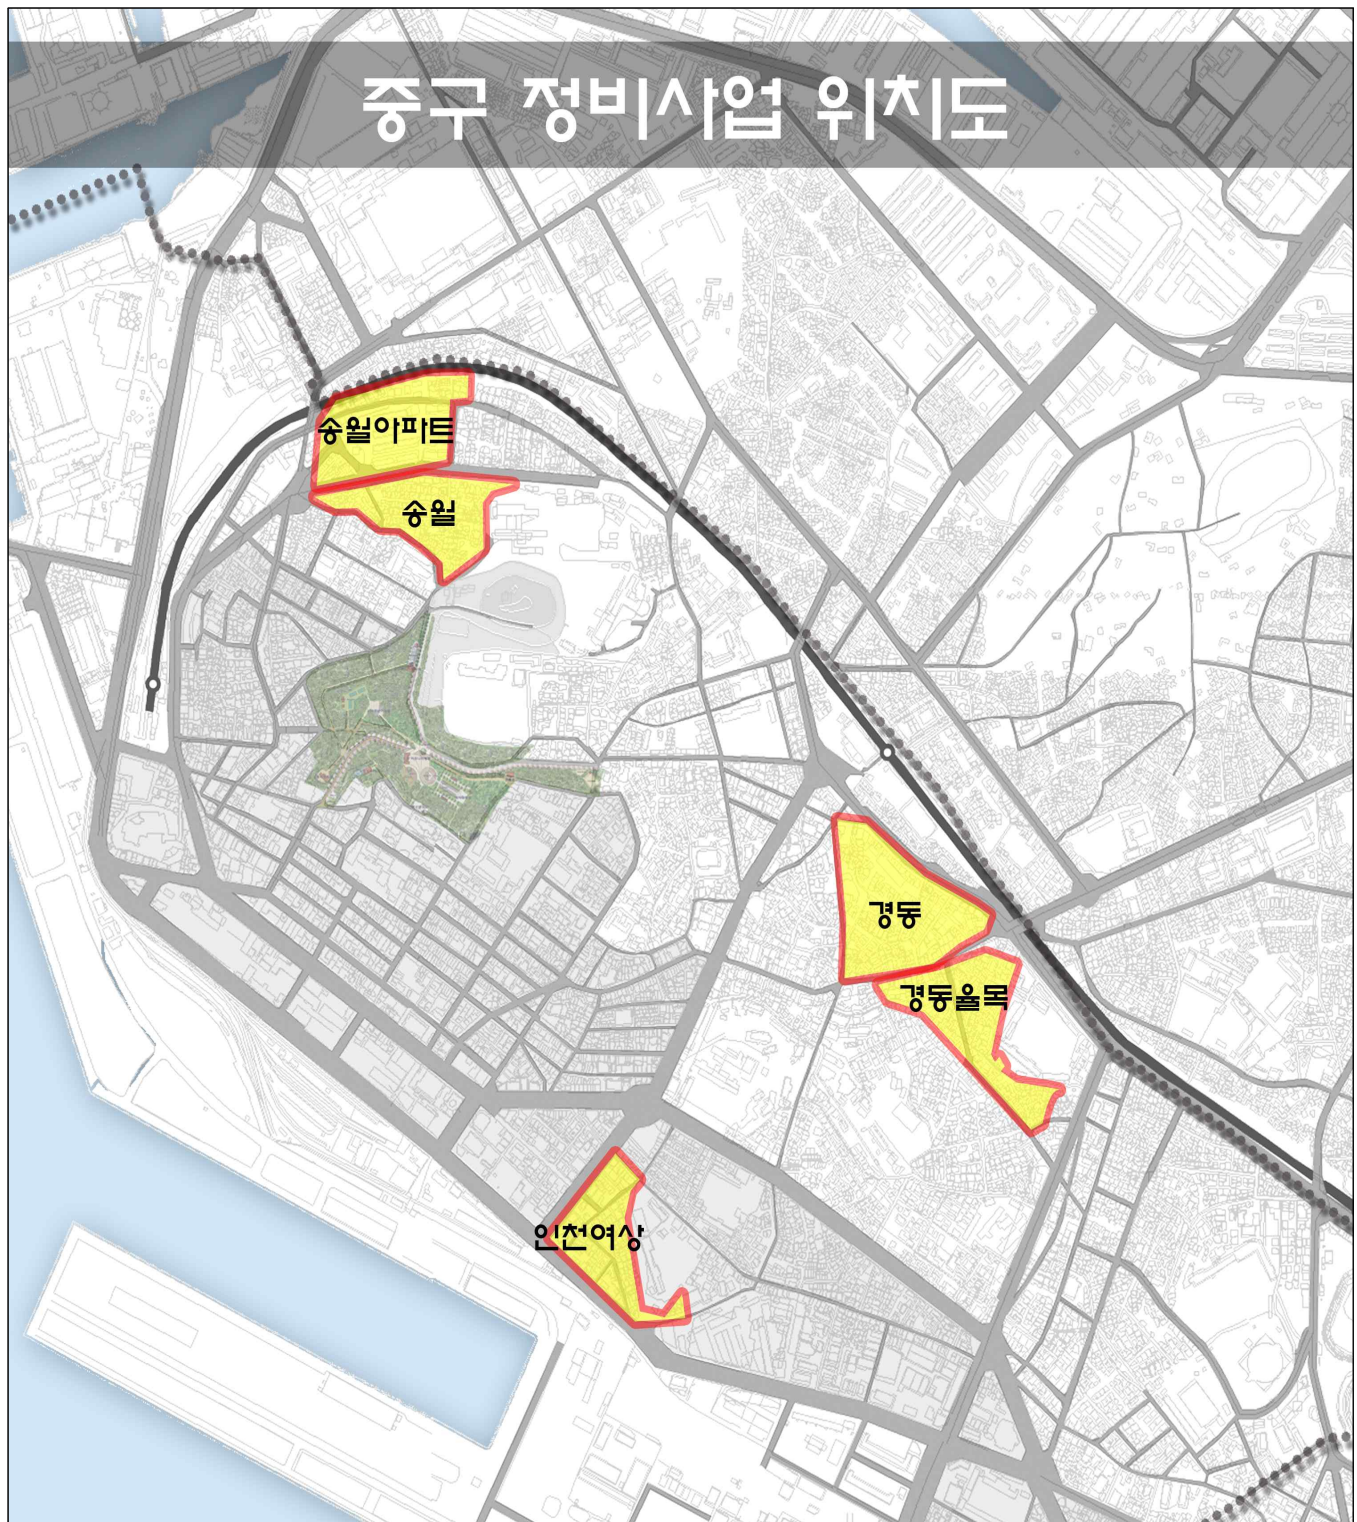 중구 정비사업 위치도
송월아파트
송월
경동
경동율목
인천여상